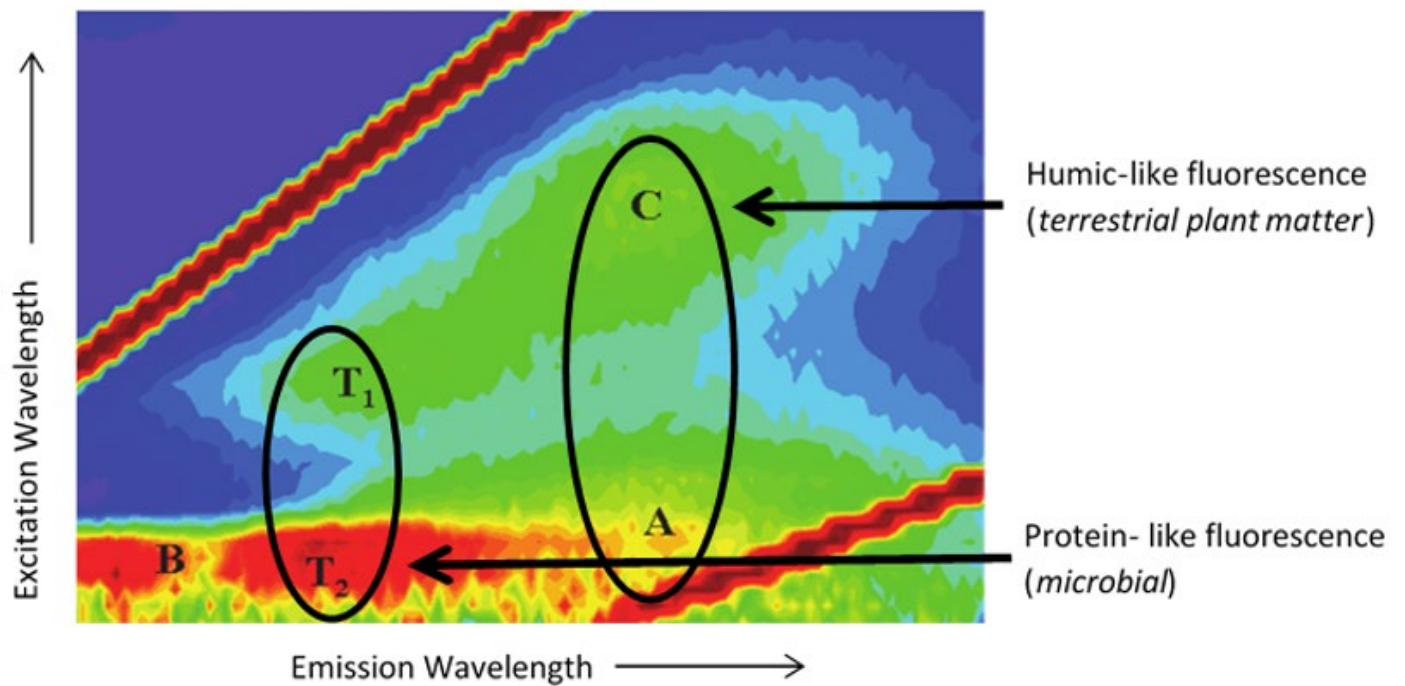 Excitation Wavelength
C
T₁
A
B
T₂
Humic-like fluorescence
(terrestrial plant matter)
Protein- like fluorescence
(microbial)
Emission Wavelength